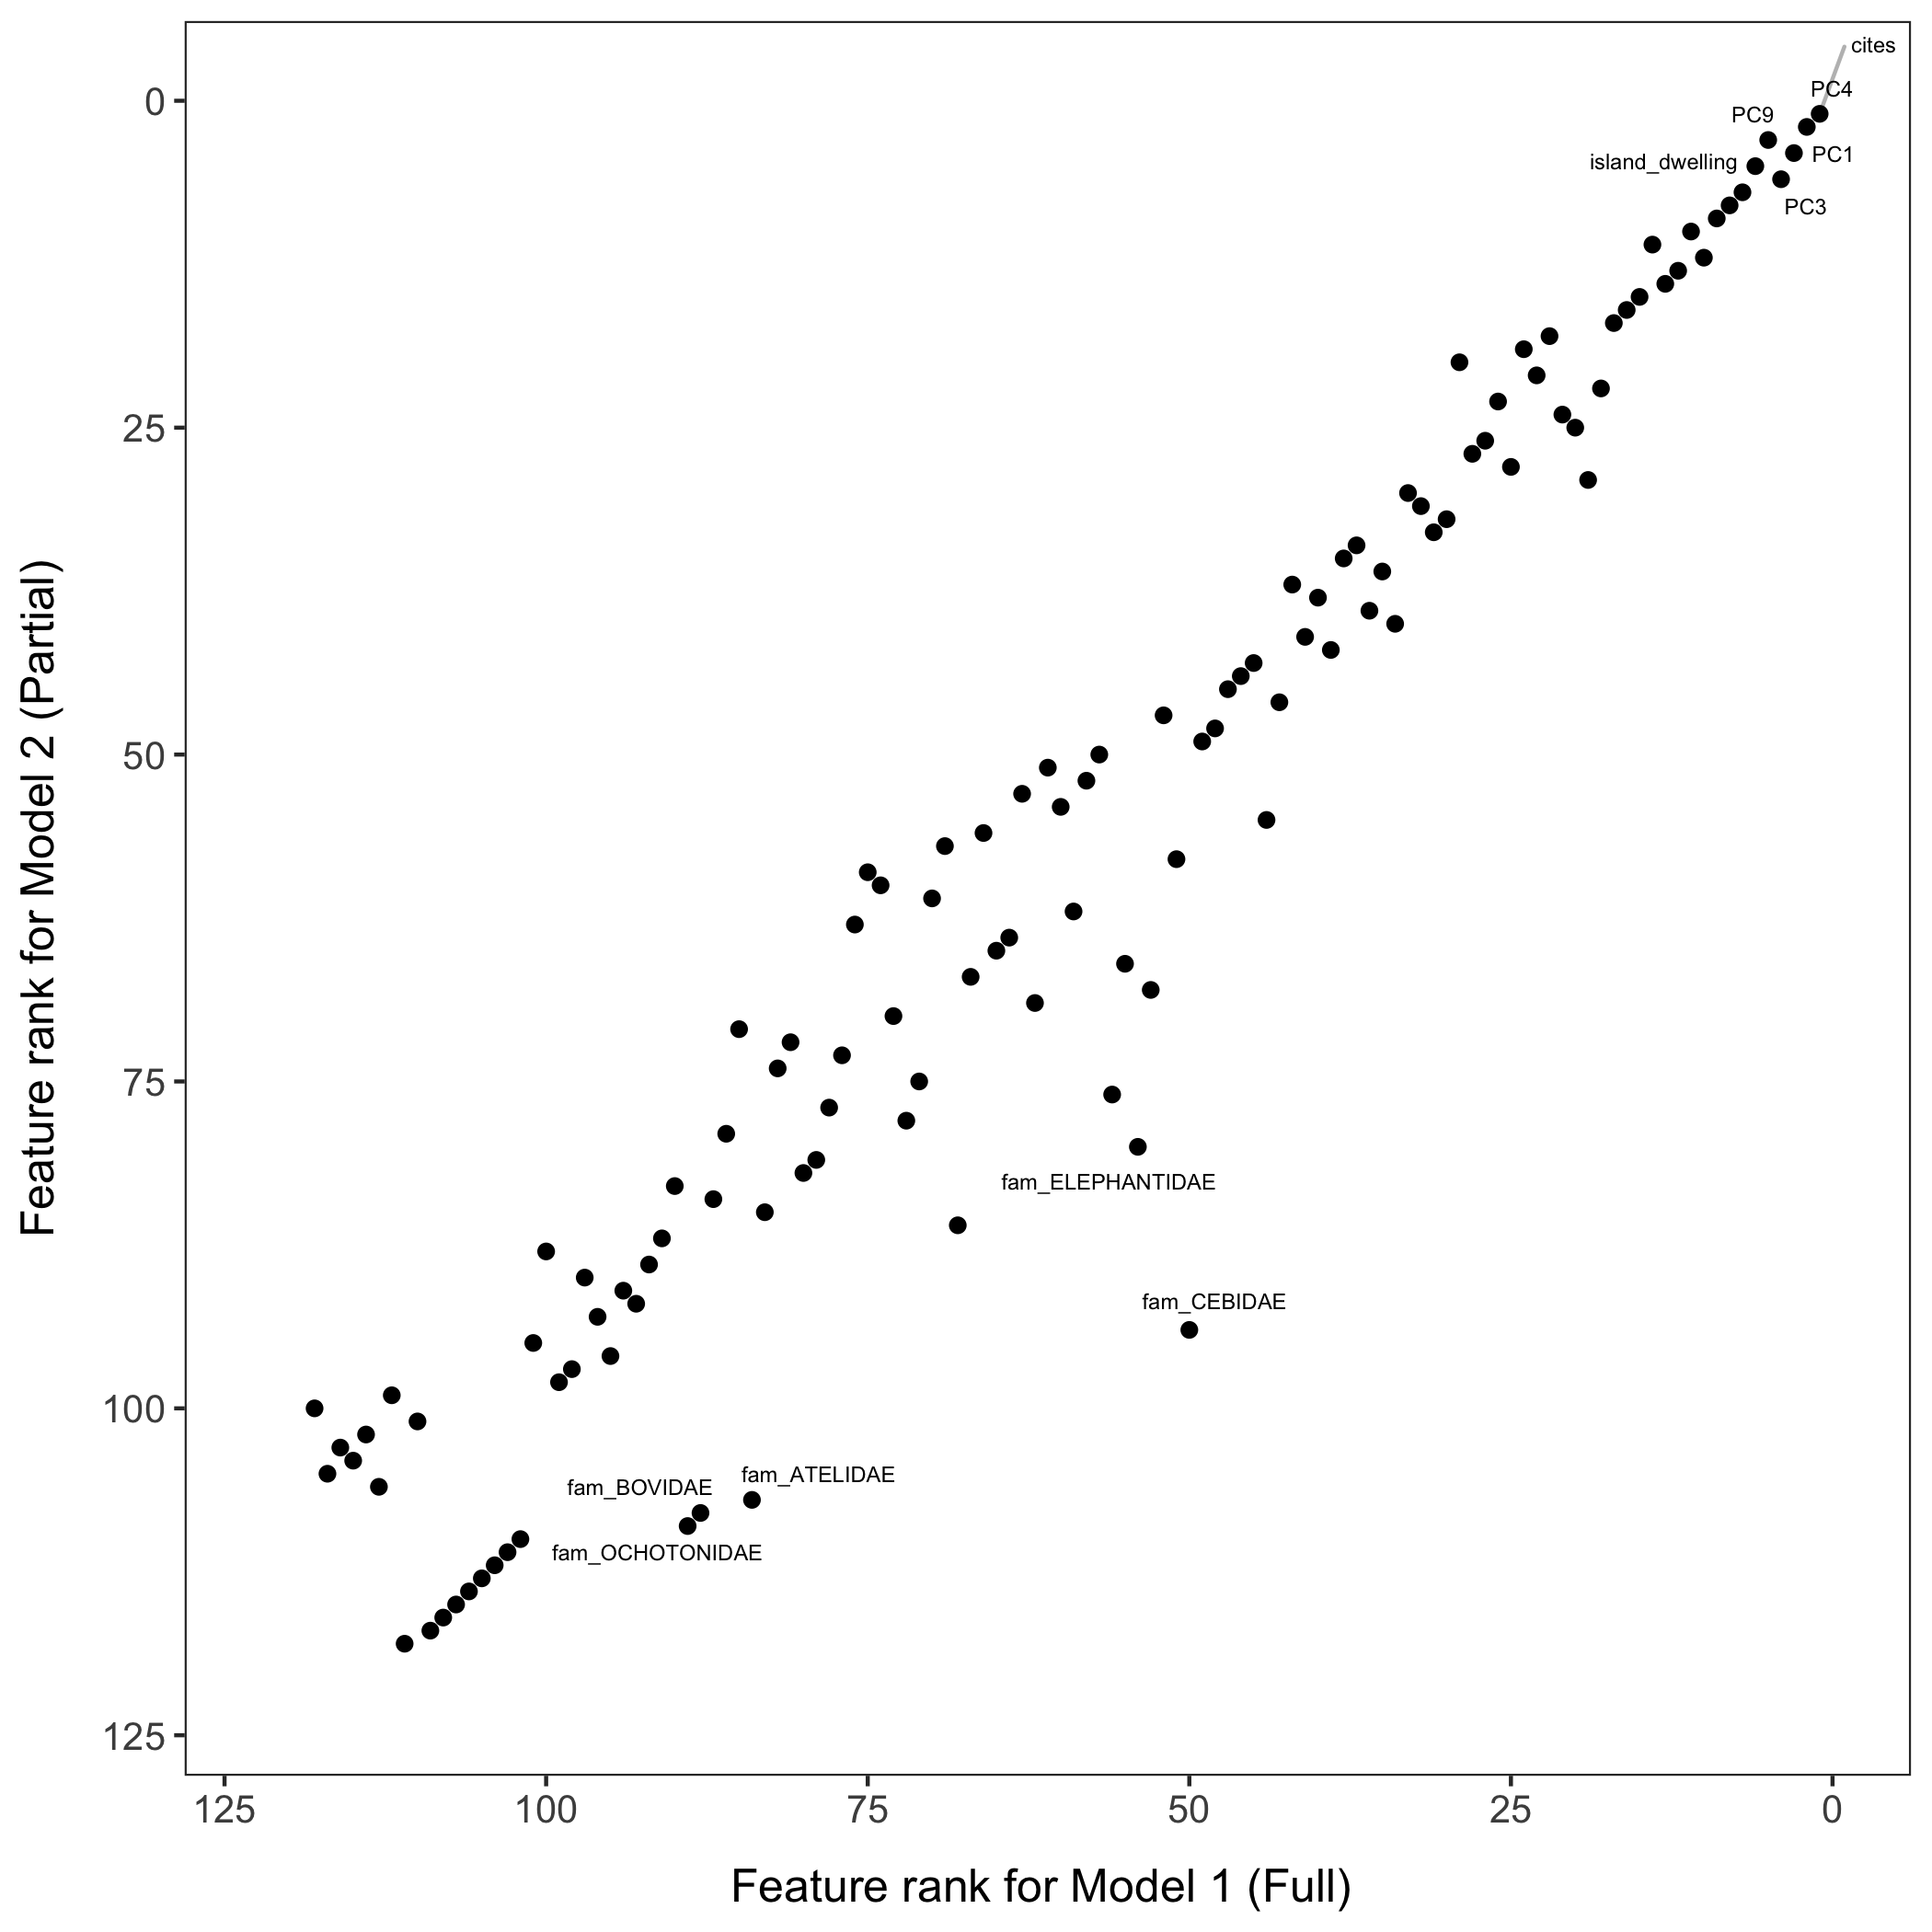 cites
PC4
PC9
PC1
island_dwelling
PC3
fam_ELEPHANTIDAE
fam_CEBIDAE
fam_ATELIDAE
fam_BOVIDAE
fam_OCHOTONIDAE
0
25
50
75
100
125
Feature rank for Model 2 (Partial)
125
100
75
50
25
0
Feature rank for Model 1 (Full)